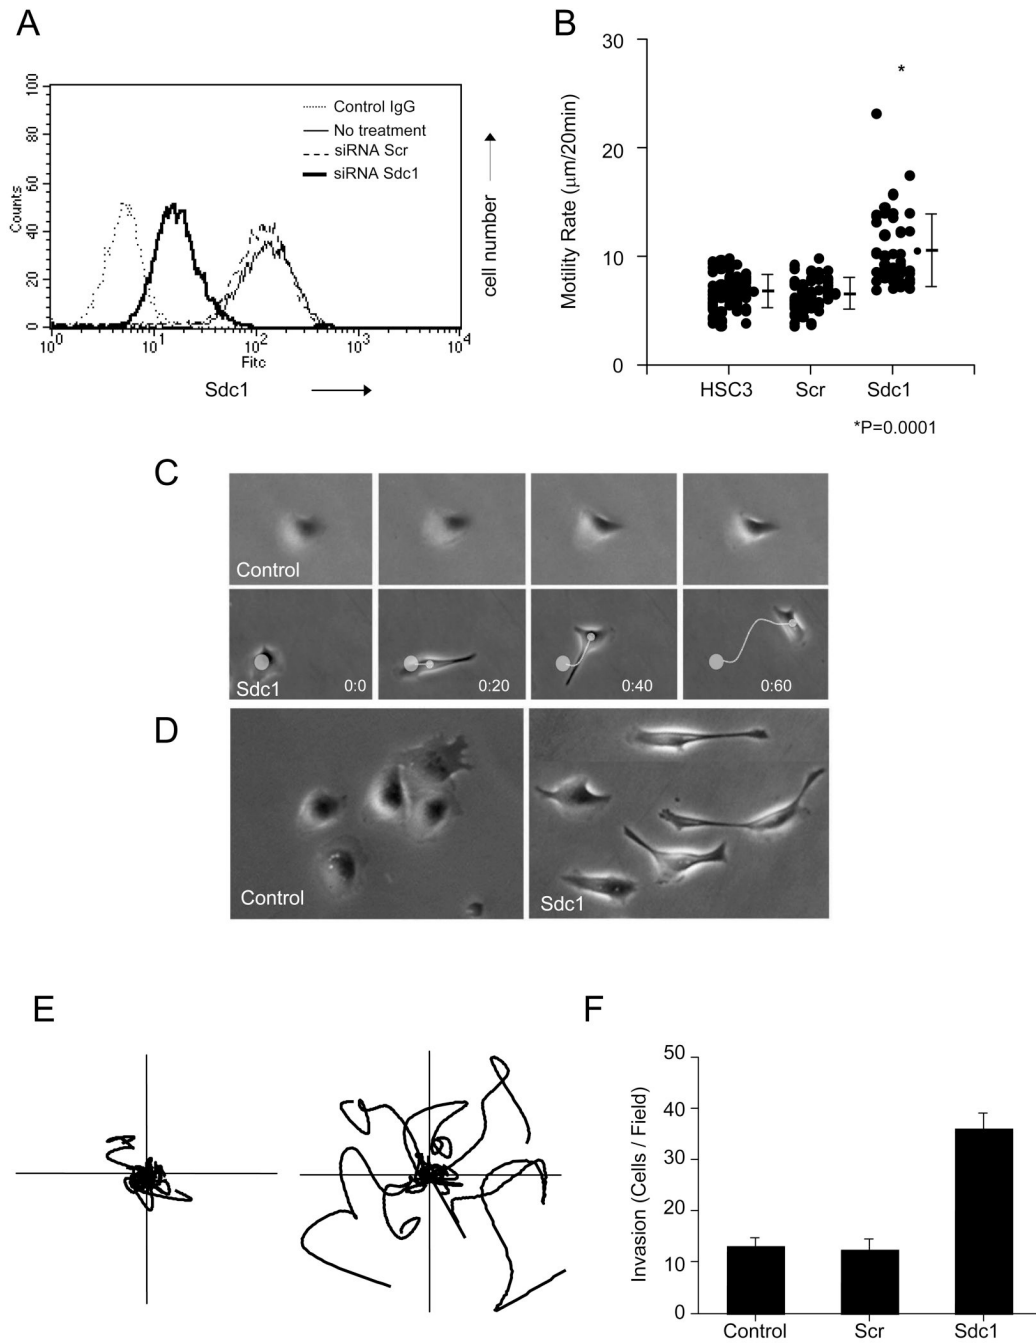 A
100
80
60
40
20
0
Counts
Control IgG
No treatment
siRNA Scr
siRNA Sdc1
10^0
10^1
10^2
10^3
10^4
Fitc
Sdc1
cell number
B
30
20
10
0
Motility Rate (μm/20min)
*
HSC3
Scr
Sdc1
*P=0.0001
C
Control
Sdc1
0:0
0:20
0:40
0:60
D
Control
Sdc1
E
F
50
40
30
20
10
0
Invasion (Cells / Field)
Control
Scr
Sdc1